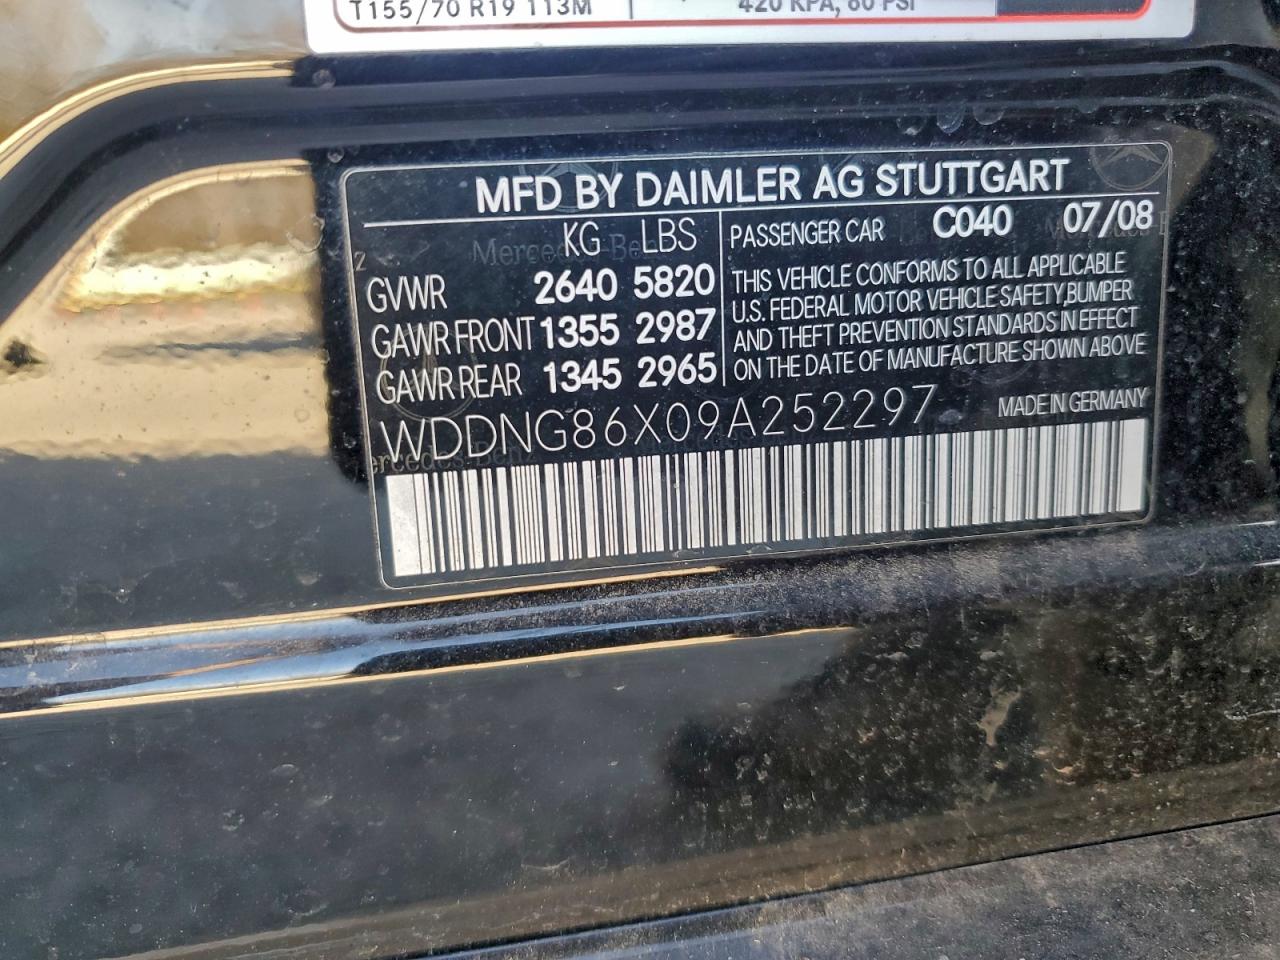 T155/70 R19 113M 420 KPA, 60 PSI
MFD BY DAIMLER AG STUTTGART
KG LBS PASSENGER CAR C040 07/08
GVWR 2640 5820
GAWR FRONT 1355 2987
GAWR REAR 1345 2965
THIS VEHICLE CONFORMS TO ALL APPLICABLE
U.S. FEDERAL MOTOR VEHICLE SAFETY,BUMPER
AND THEFT PREVENTION STANDARDS IN EFFECT
ON THE DATE OF MANUFACTURE SHOWN ABOVE
WDDNG86X09A252297 MADE IN GERMANY